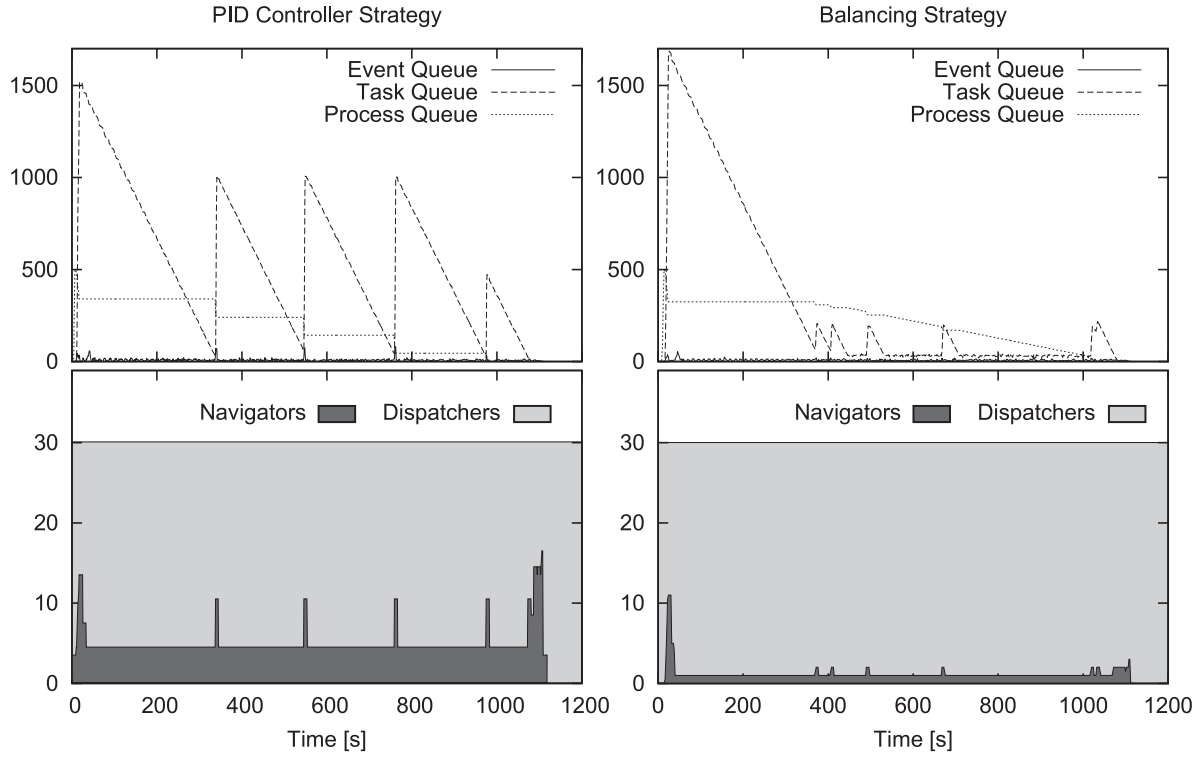 PID Controller Strategy
Balancing Strategy
Event Queue
Task Queue
Process Queue
1500
1000
500
0
Event Queue
Task Queue
Process Queue
1500
1000
500
0
Navigators Dispatchers
30
20
10
0
0 200 400 600 800 1000 1200
Time [s]
Navigators Dispatchers
30
20
10
0
0 200 400 600 800 1000 1200
Time [s]